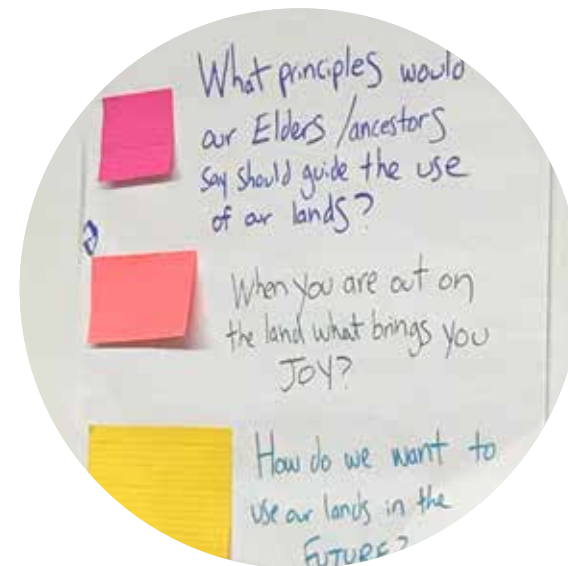 What principles would
our Elders/ancestors
say should guide the use
of our lands?
When you are out on
the land what brings you
JOY?
How do we want to
use our lands in the
FUTURE?